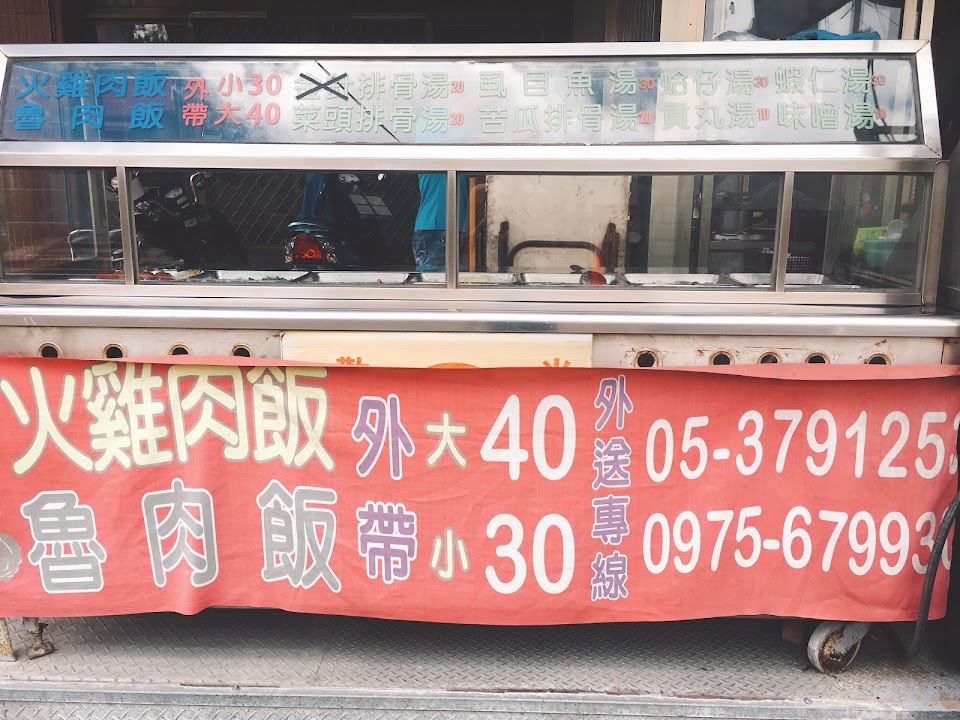 火雞肉飯 外 小30 排骨湯20 虱目魚湯30 蛤仔湯30 蝦仁湯30
魯肉飯 帶 大40 菜頭排骨湯20 苦瓜排骨湯20 貢丸湯10 味噌湯
火雞肉飯 外 大 40 外送專線 05-3791252
魯肉飯 帶 小 30 0975-67993